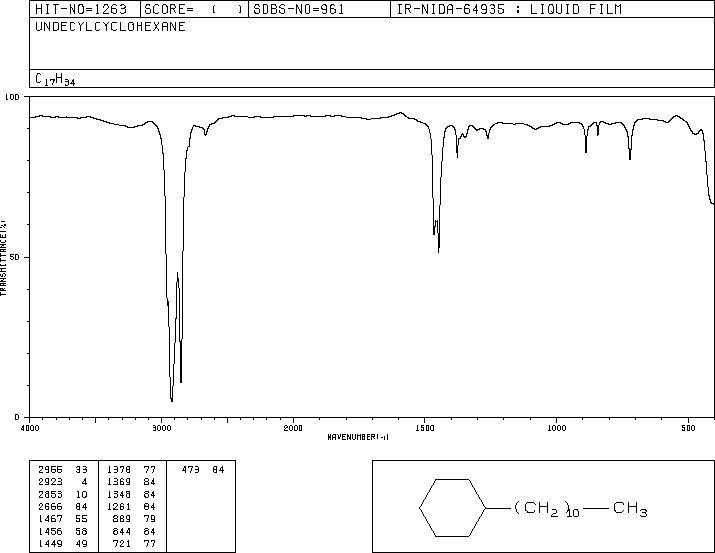 HIT-NO=1263 SCORE= ( ) SDBS-NO=961 IR-NIDA-64935 : LIQUID FILM
UNDECYLCYCLOHEXANE
C17H34
100
50
0
TRANSMITTANCE(%)
4000 3000 2000 1500 1000 500
WAVENUMBER(-1)
2966 33 1378 77 473 84
2923 4 1369 84
2853 10 1348 84
2666 84 1261 84
1467 55 889 79
1456 58 844 84
1449 49 721 77
(CH2)10 CH3